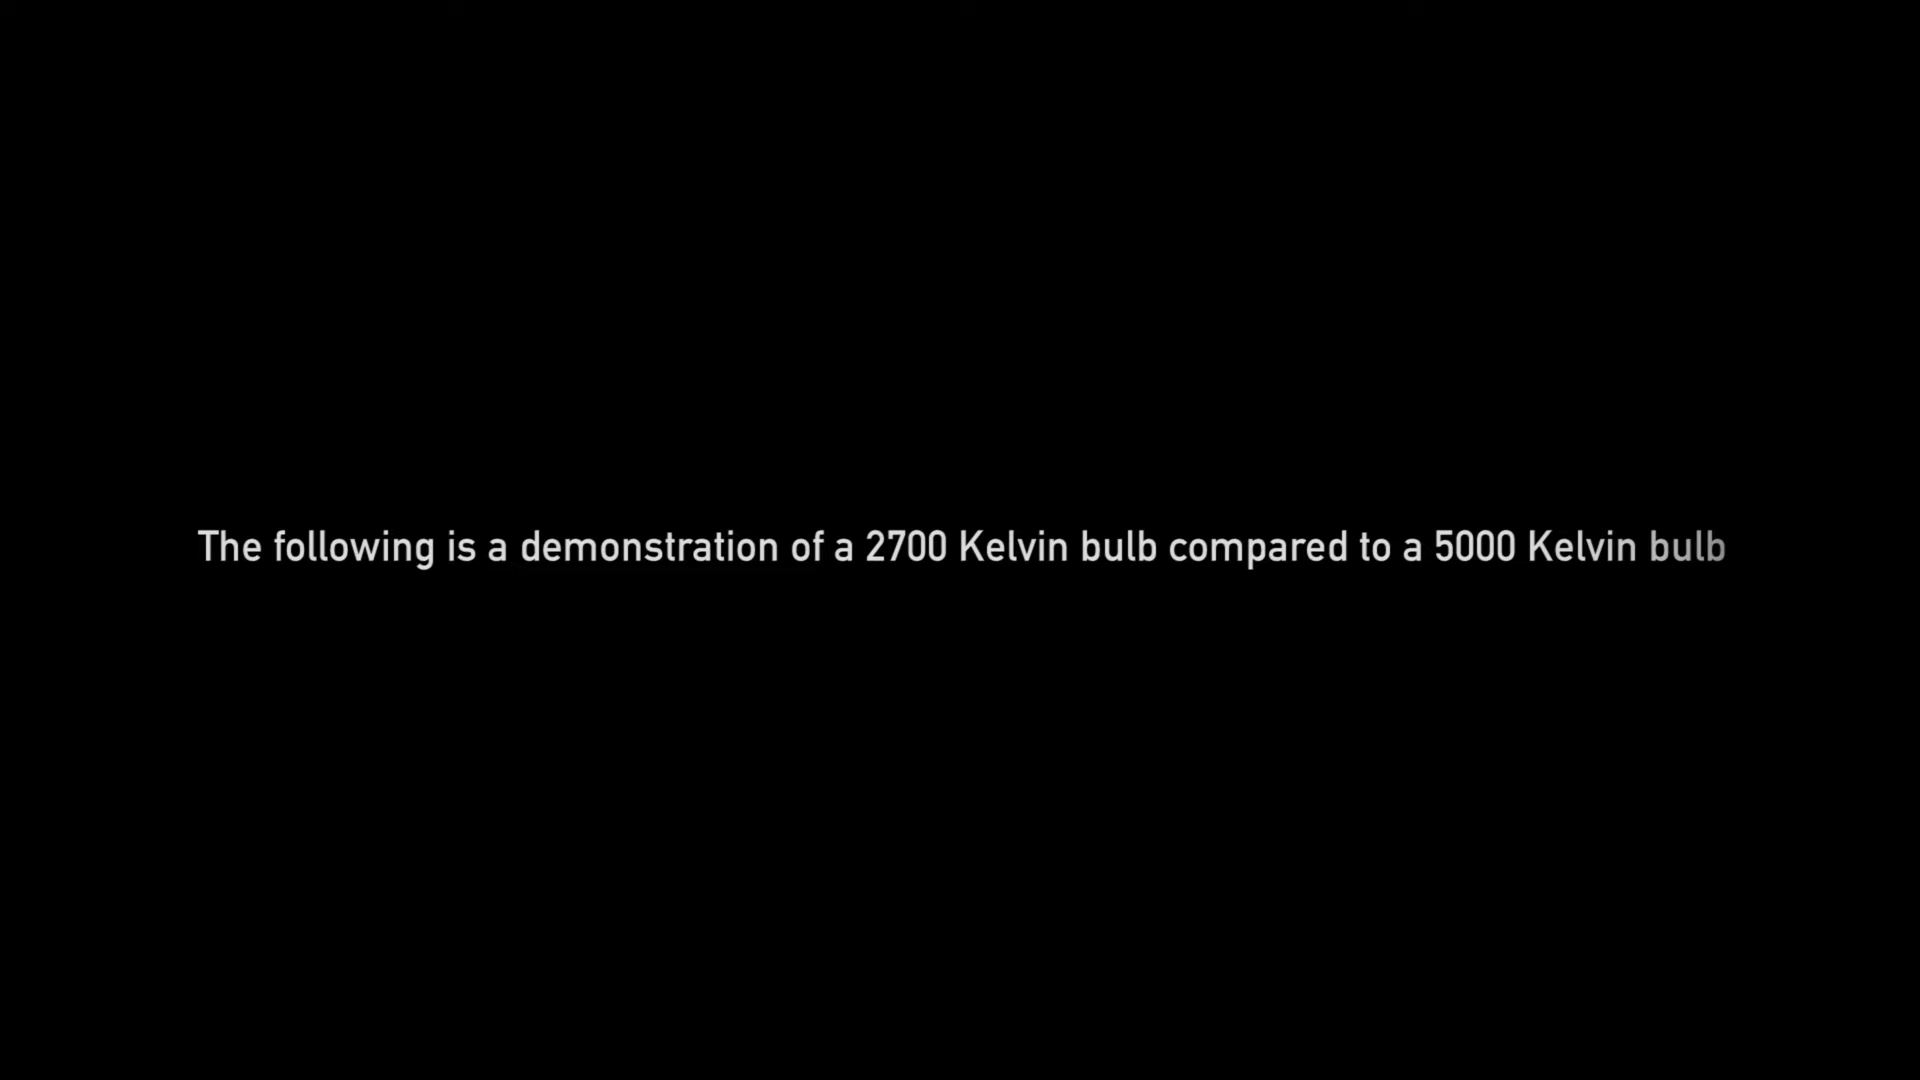 The following is a demonstration of a 2700 Kelvin bulb compared to a 5000 Kelvin bulb